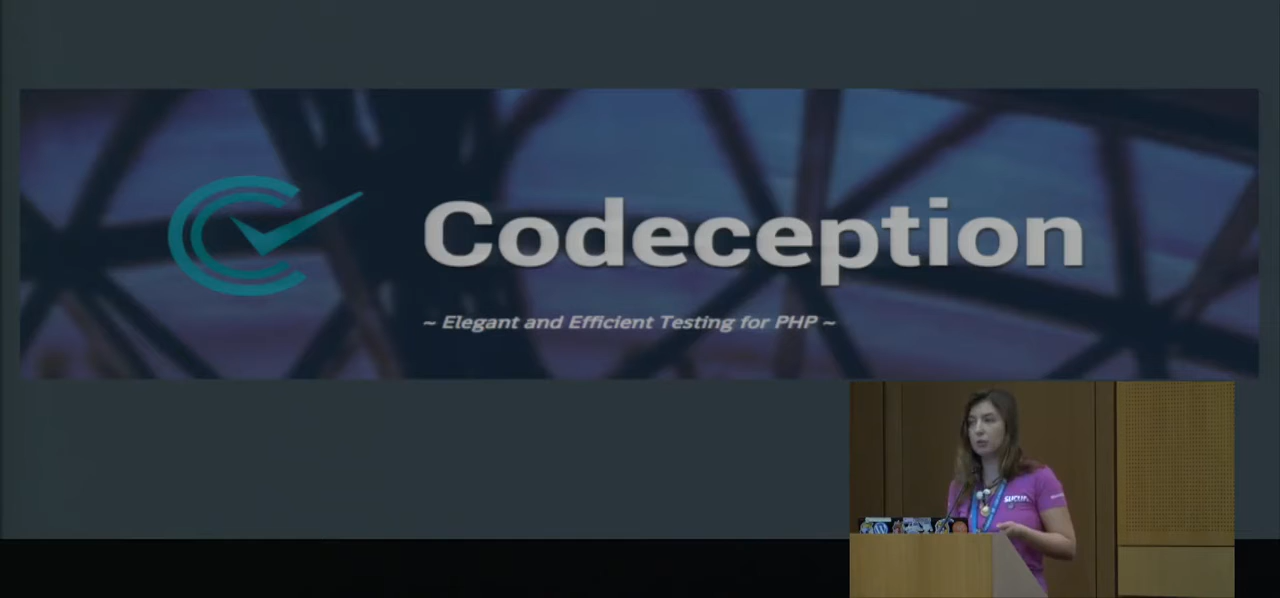 Codeception
~ Elegant and Efficient Testing for PHP ~